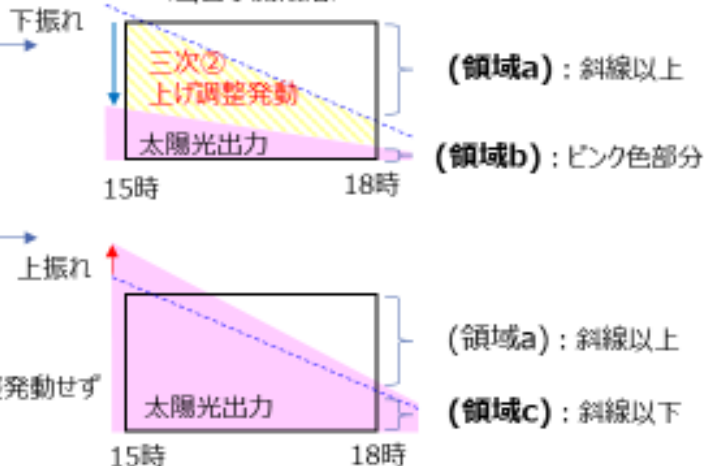 下振れ
三次②
上げ調整発動
太陽光出力
(領域a)：斜線以上
(領域b)：ピンク色部分
15時
18時
上振れ
発動せず
太陽光出力
(領域a)：斜線以上
(領域c)：斜線以下
15時
18時